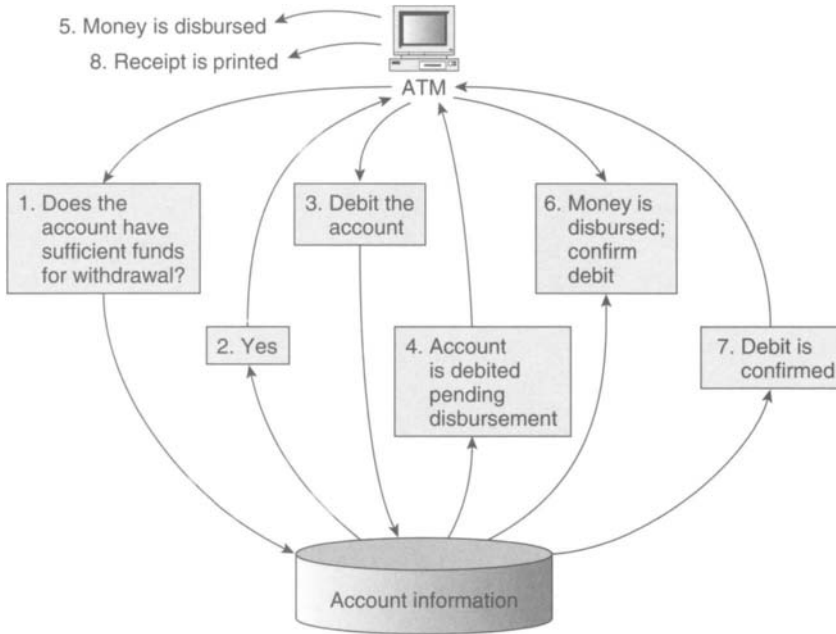 5. Money is disbursed
8. Receipt is printed
ATM
1. Does the
account have
sufficient funds
for withdrawal?
2. Yes
3. Debit the
account
4. Account
is debited
pending
disbursement
6. Money is
disbursed;
confirm
debit
7. Debit is
confirmed
Account information